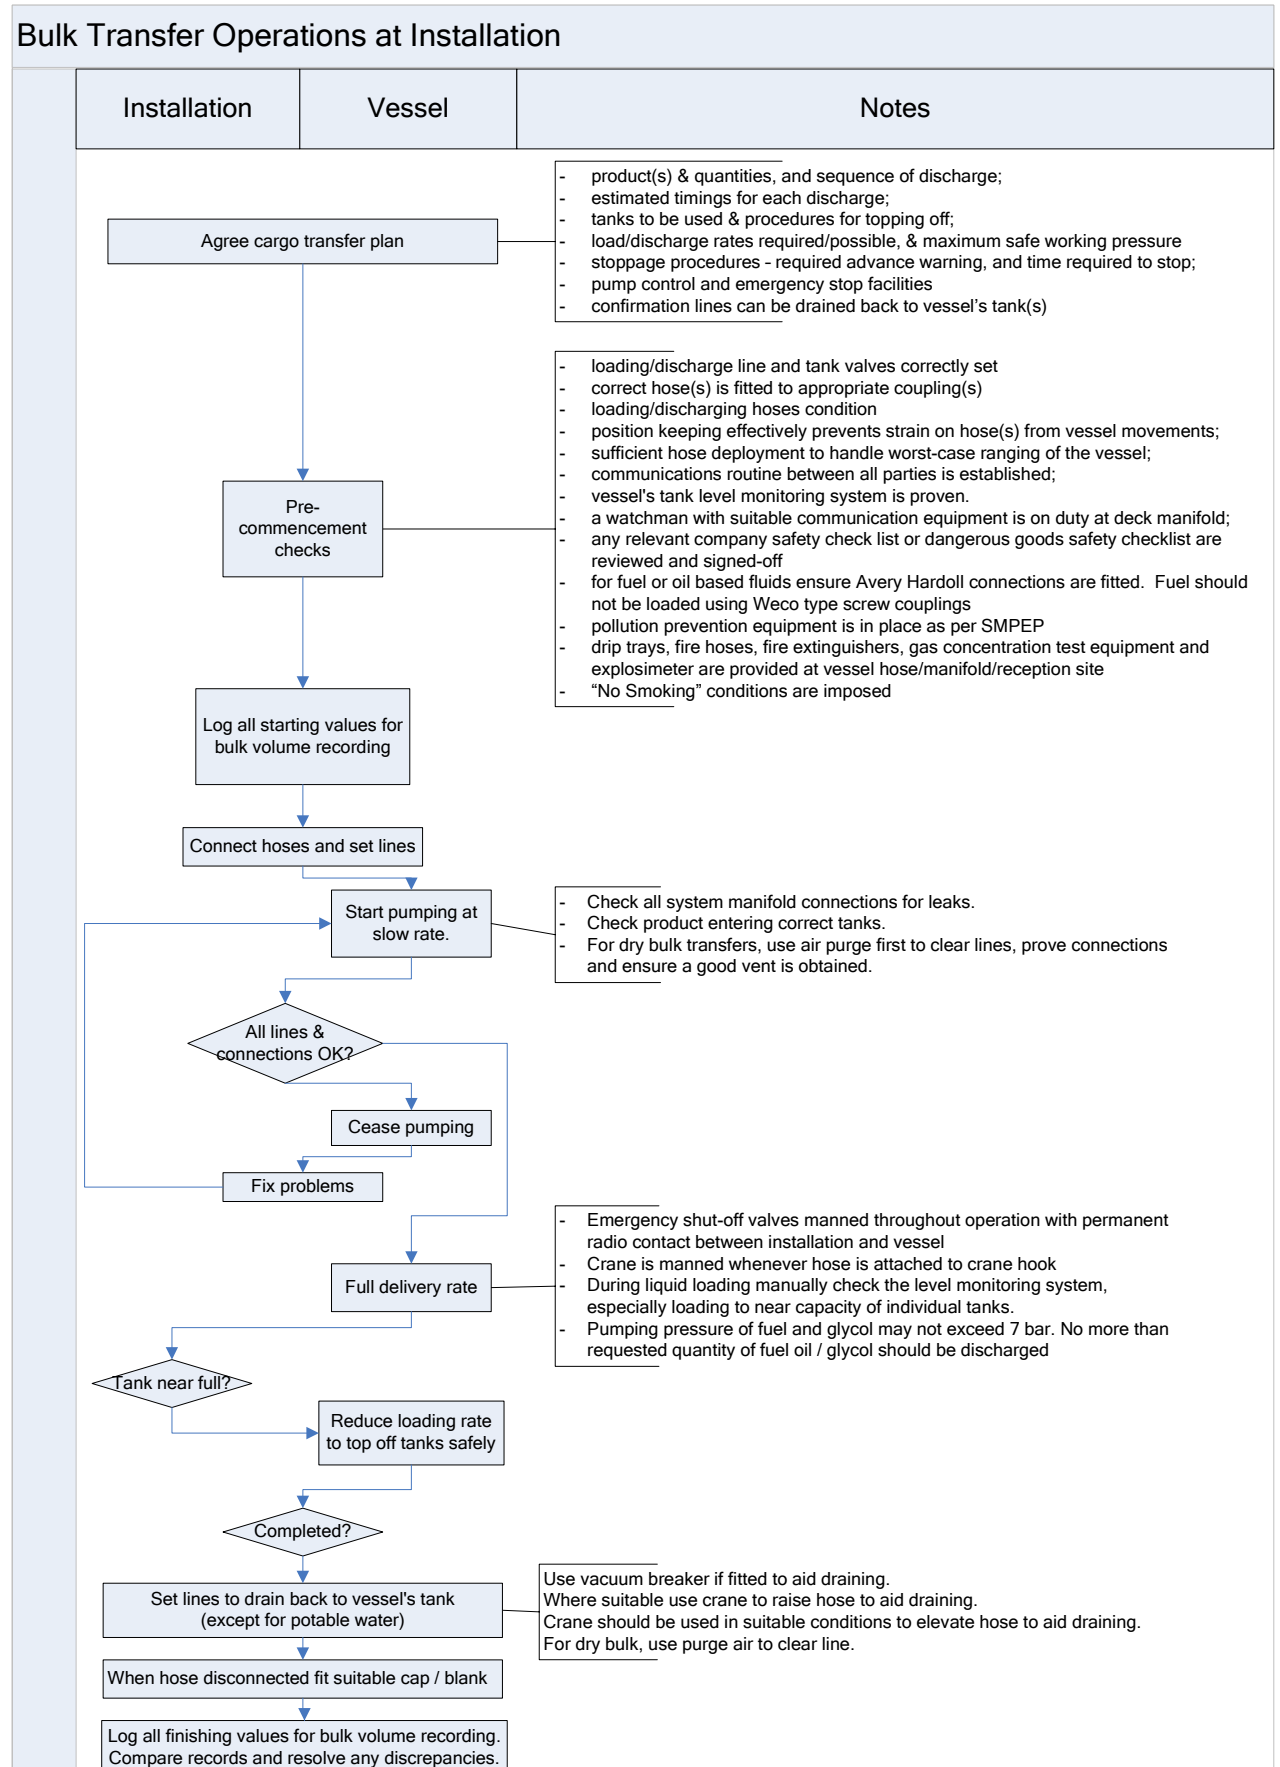 Bulk Transfer Operations at Installation
Installation
Vessel
Notes
Agree cargo transfer plan
- product(s) & quantities, and sequence of discharge;
- estimated timings for each discharge;
- tanks to be used & procedures for topping off;
- load/discharge rates required/possible, & maximum safe working pressure
- stoppage procedures - required advance warning, and time required to stop;
- pump control and emergency stop facilities
- confirmation lines can be drained back to vessel's tank(s)
Pre-
commencement
checks
- loading/discharge line and tank valves correctly set
- correct hose(s) is fitted to appropriate coupling(s)
- loading/discharging hoses condition
- position keeping effectively prevents strain on hose(s) from vessel movements;
- sufficient hose deployment to handle worst-case ranging of the vessel;
- communications routine between all parties is established;
- vessel's tank level monitoring system is proven.
- a watchman with suitable communication equipment is on duty at deck manifold;
- any relevant company safety check list or dangerous goods safety checklist are
reviewed and signed-off
- for fuel or oil based fluids ensure Avery Hardoll connections are fitted. Fuel should
not be loaded using Weco type screw couplings
- pollution prevention equipment is in place as per SMPEP
- drip trays, fire hoses, fire extinguishers, gas concentration test equipment and
explosimeter are provided at vessel hose/manifold/reception site
- “No Smoking” conditions are imposed
Log all starting values for
bulk volume recording
Connect hoses and set lines
Start pumping at
slow rate.
- Check all system manifold connections for leaks.
- Check product entering correct tanks.
- For dry bulk transfers, use air purge first to clear lines, prove connections
and ensure a good vent is obtained.
All lines &
connections OK?
Cease pumping
Fix problems
Full delivery rate
- Emergency shut-off valves manned throughout operation with permanent
radio contact between installation and vessel
- Crane is manned whenever hose is attached to crane hook
- During liquid loading manually check the level monitoring system,
especially loading to near capacity of individual tanks.
- Pumping pressure of fuel and glycol may not exceed 7 bar. No more than
requested quantity of fuel oil / glycol should be discharged
Tank near full?
Reduce loading rate
to top off tanks safely
Completed?
Set lines to drain back to vessel's tank
(except for potable water)
Use vacuum breaker if fitted to aid draining.
Where suitable use crane to raise hose to aid draining.
Crane should be used in suitable conditions to elevate hose to aid draining.
For dry bulk, use purge air to clear line.
When hose disconnected fit suitable cap / blank
Log all finishing values for bulk volume recording.
Compare records and resolve any discrepancies.